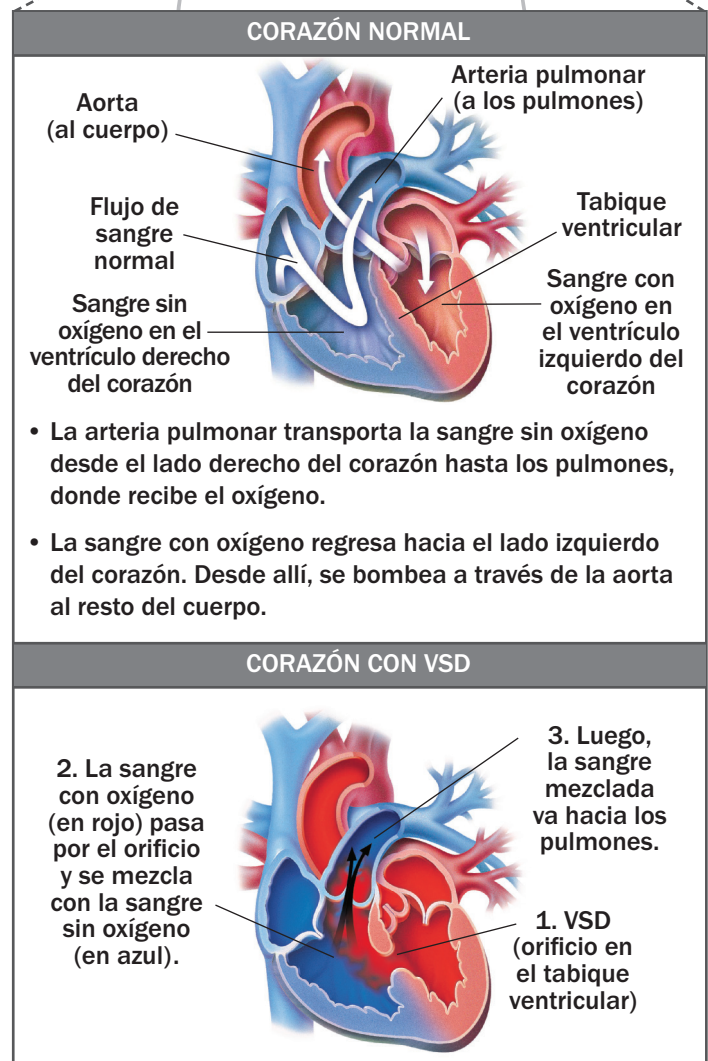 CORAZÓN NORMAL
Aorta
(al cuerpo)
Arteria pulmonar
(a los pulmones)
Flujo de
sangre
normal
Tabique
ventricular
Sangre sin
oxígeno en el
ventrículo derecho
del corazón
Sangre con
oxígeno en
el ventrículo
izquierdo del
corazón
• La arteria pulmonar transporta la sangre sin oxígeno
desde el lado derecho del corazón hasta los pulmones,
donde recibe el oxígeno.
• La sangre con oxígeno regresa hacia el lado izquierdo
del corazón. Desde allí, se bombea a través de la aorta
al resto del cuerpo.
CORAZÓN CON VSD
2. La sangre
con oxígeno
(en rojo) pasa
por el orificio
y se mezcla
con la sangre
sin oxígeno
(en azul).
3. Luego,
la sangre
mezclada
va hacia los
pulmones.
1. VSD
(orificio en
el tabique
ventricular)